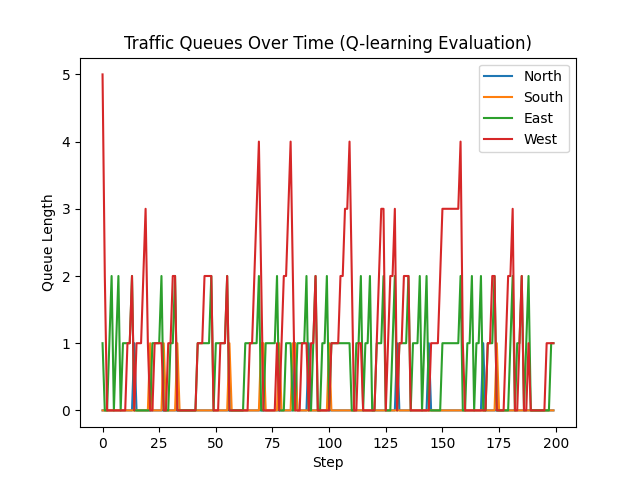 Traffic Queues Over Time (Q-learning Evaluation)
North
South
East
West
Queue Length
5
4
3
2
1
0
0
25
50
75
100
125
150
175
200
Step